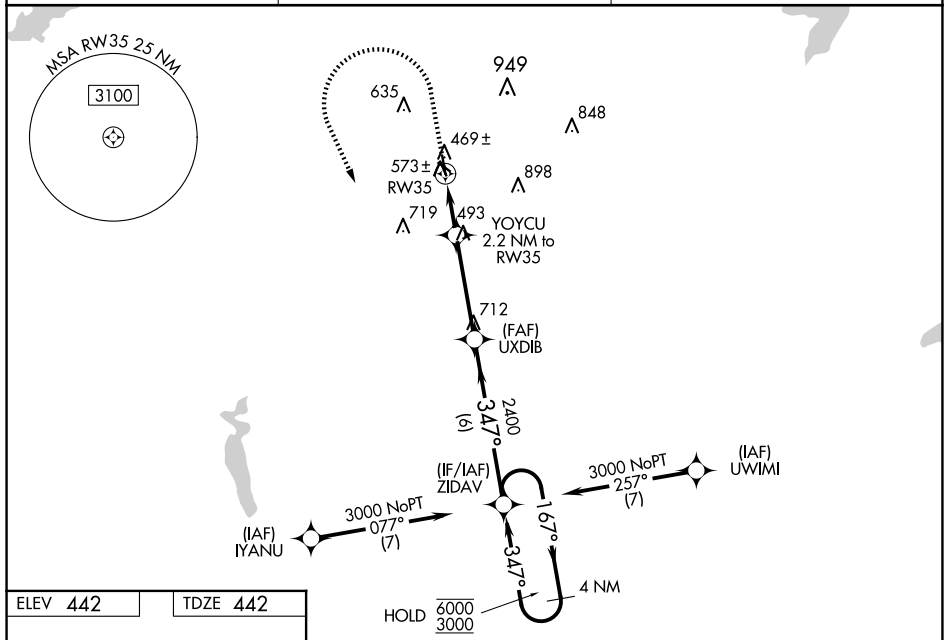 MSA RW35 25 NM
3100
949
635
848
469 ±
573 ±
RW35
898
719
493
YOYCU
2.2 NM to
RW35
712
(FAF)
UXDIB
2400
347°
(6)
(IF/IAF)
ZIDAV
3000 NoPT
257°
(7)
(IAF)
UWIMI
3000 NoPT
077°
(7)
(IAF)
IYANU
167°
347°
4 NM
HOLD 6000
3000
ELEV 442
TDZE 442